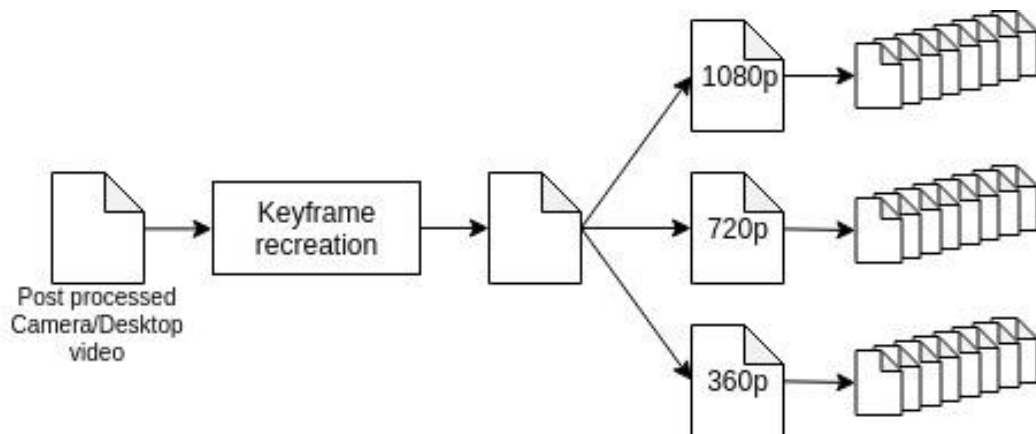 1080p
Keyframe
recreation
720p
Post processed
Camera/Desktop
video
360p